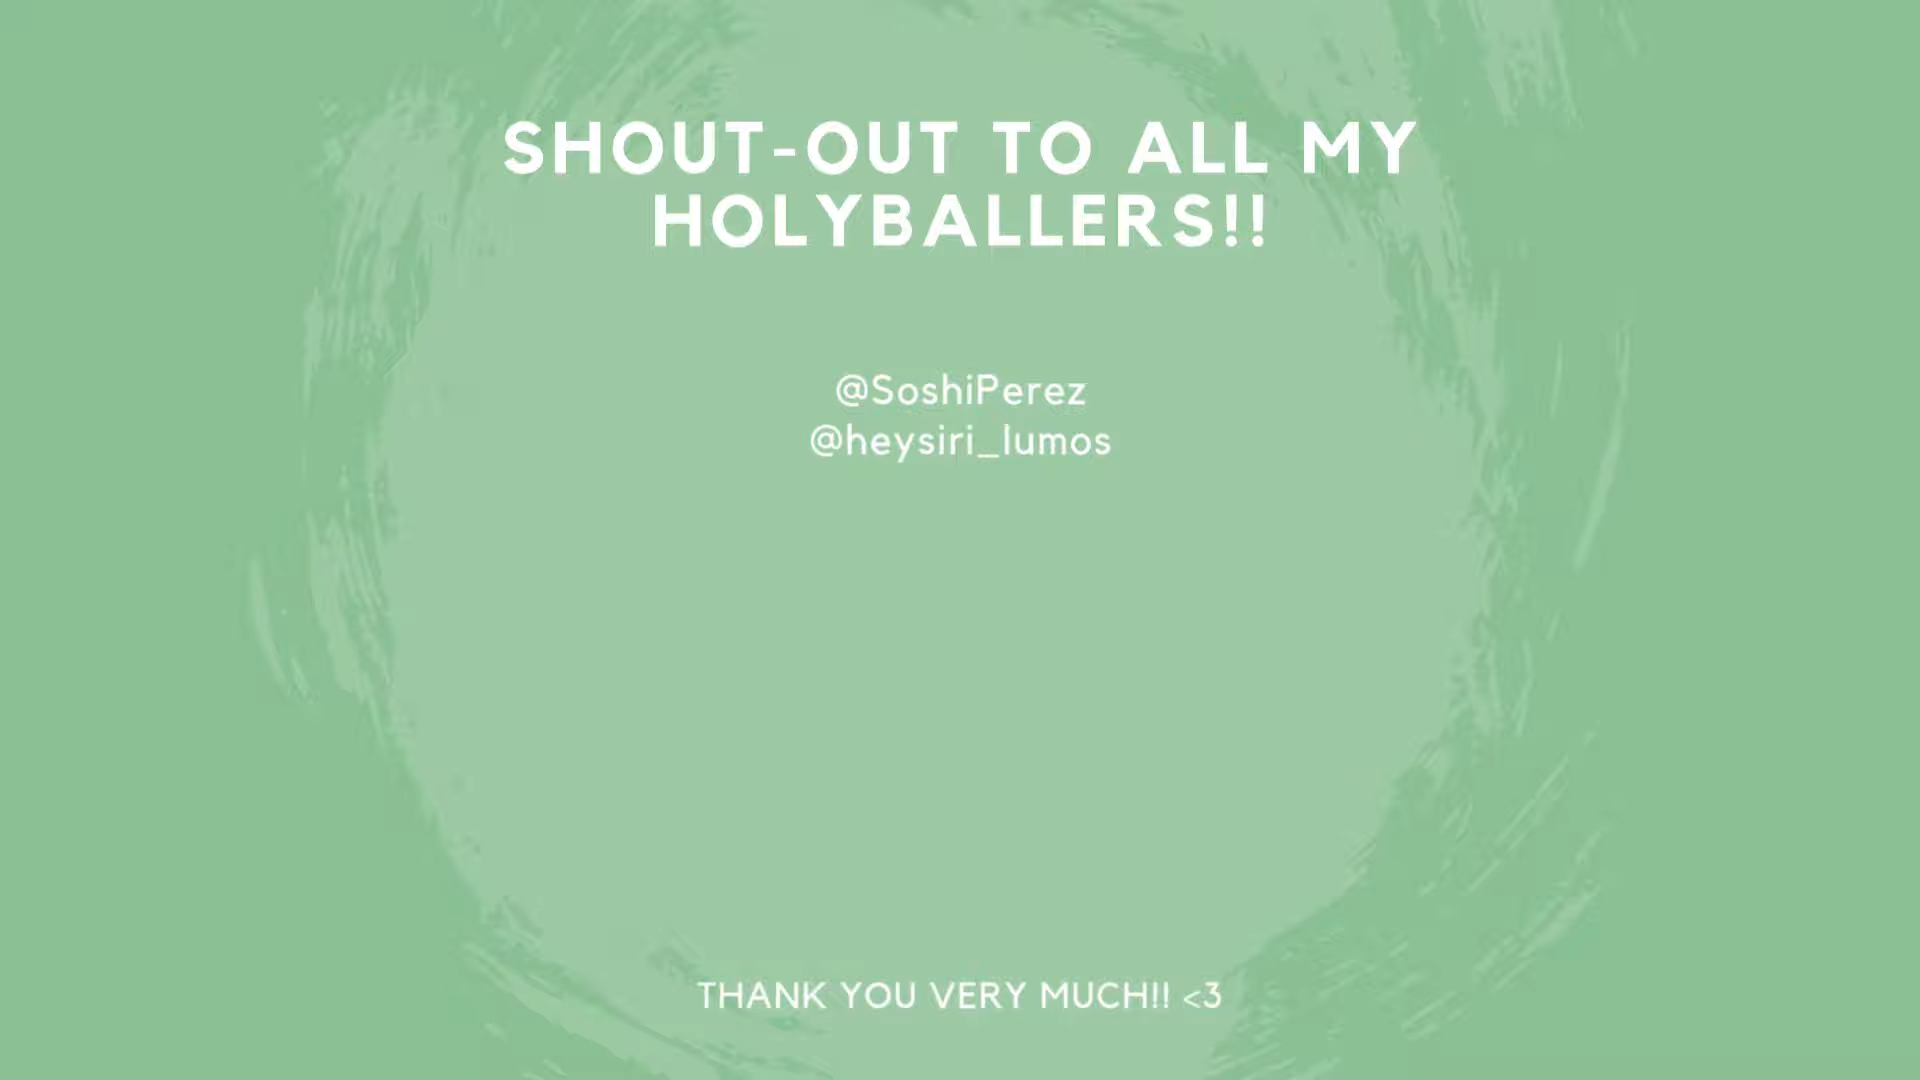 SHOUT-OUT TO ALL MY
HOLYBALLERS!!
@SoshiPerez
@heysiri_lumos
THANK YOU VERY MUCH!! <3